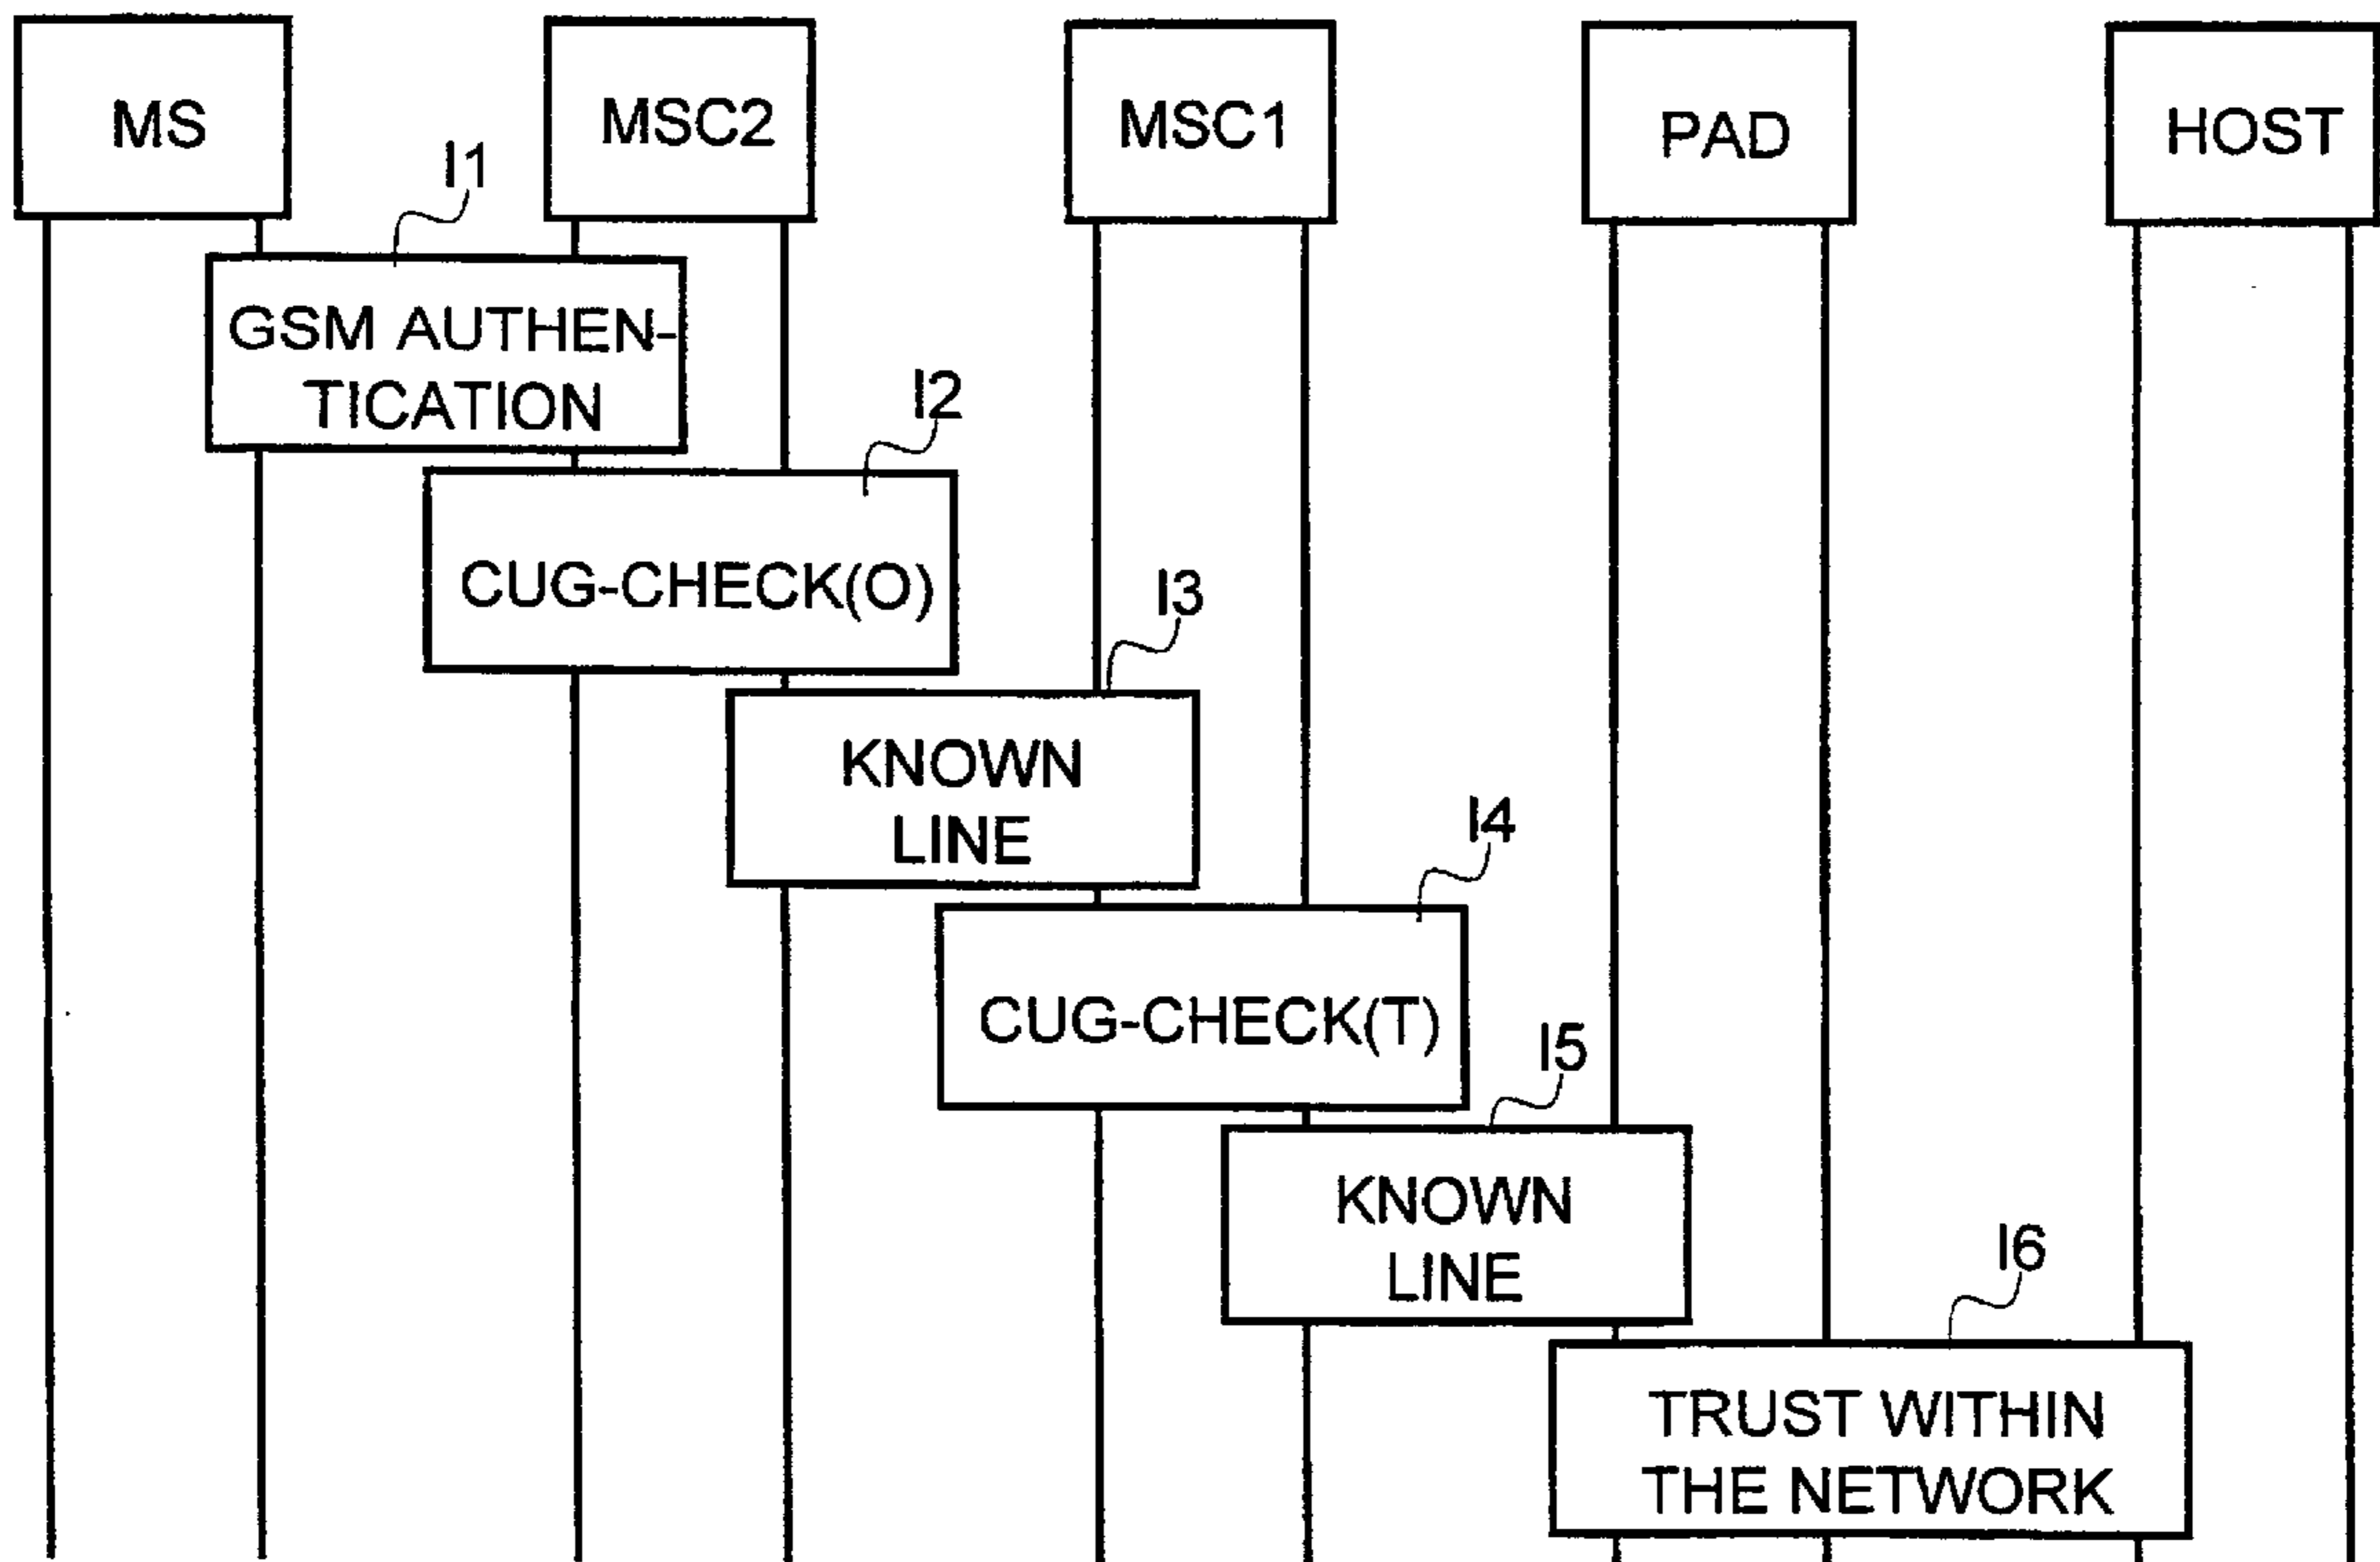 MS
MSC2
MSC1
PAD
HOST
I1
GSM AUTHEN-
TICATION
I2
CUG-CHECK(O)
I3
KNOWN
LINE
I4
CUG-CHECK(T)
I5
KNOWN
LINE
I6
TRUST WITHIN
THE NETWORK